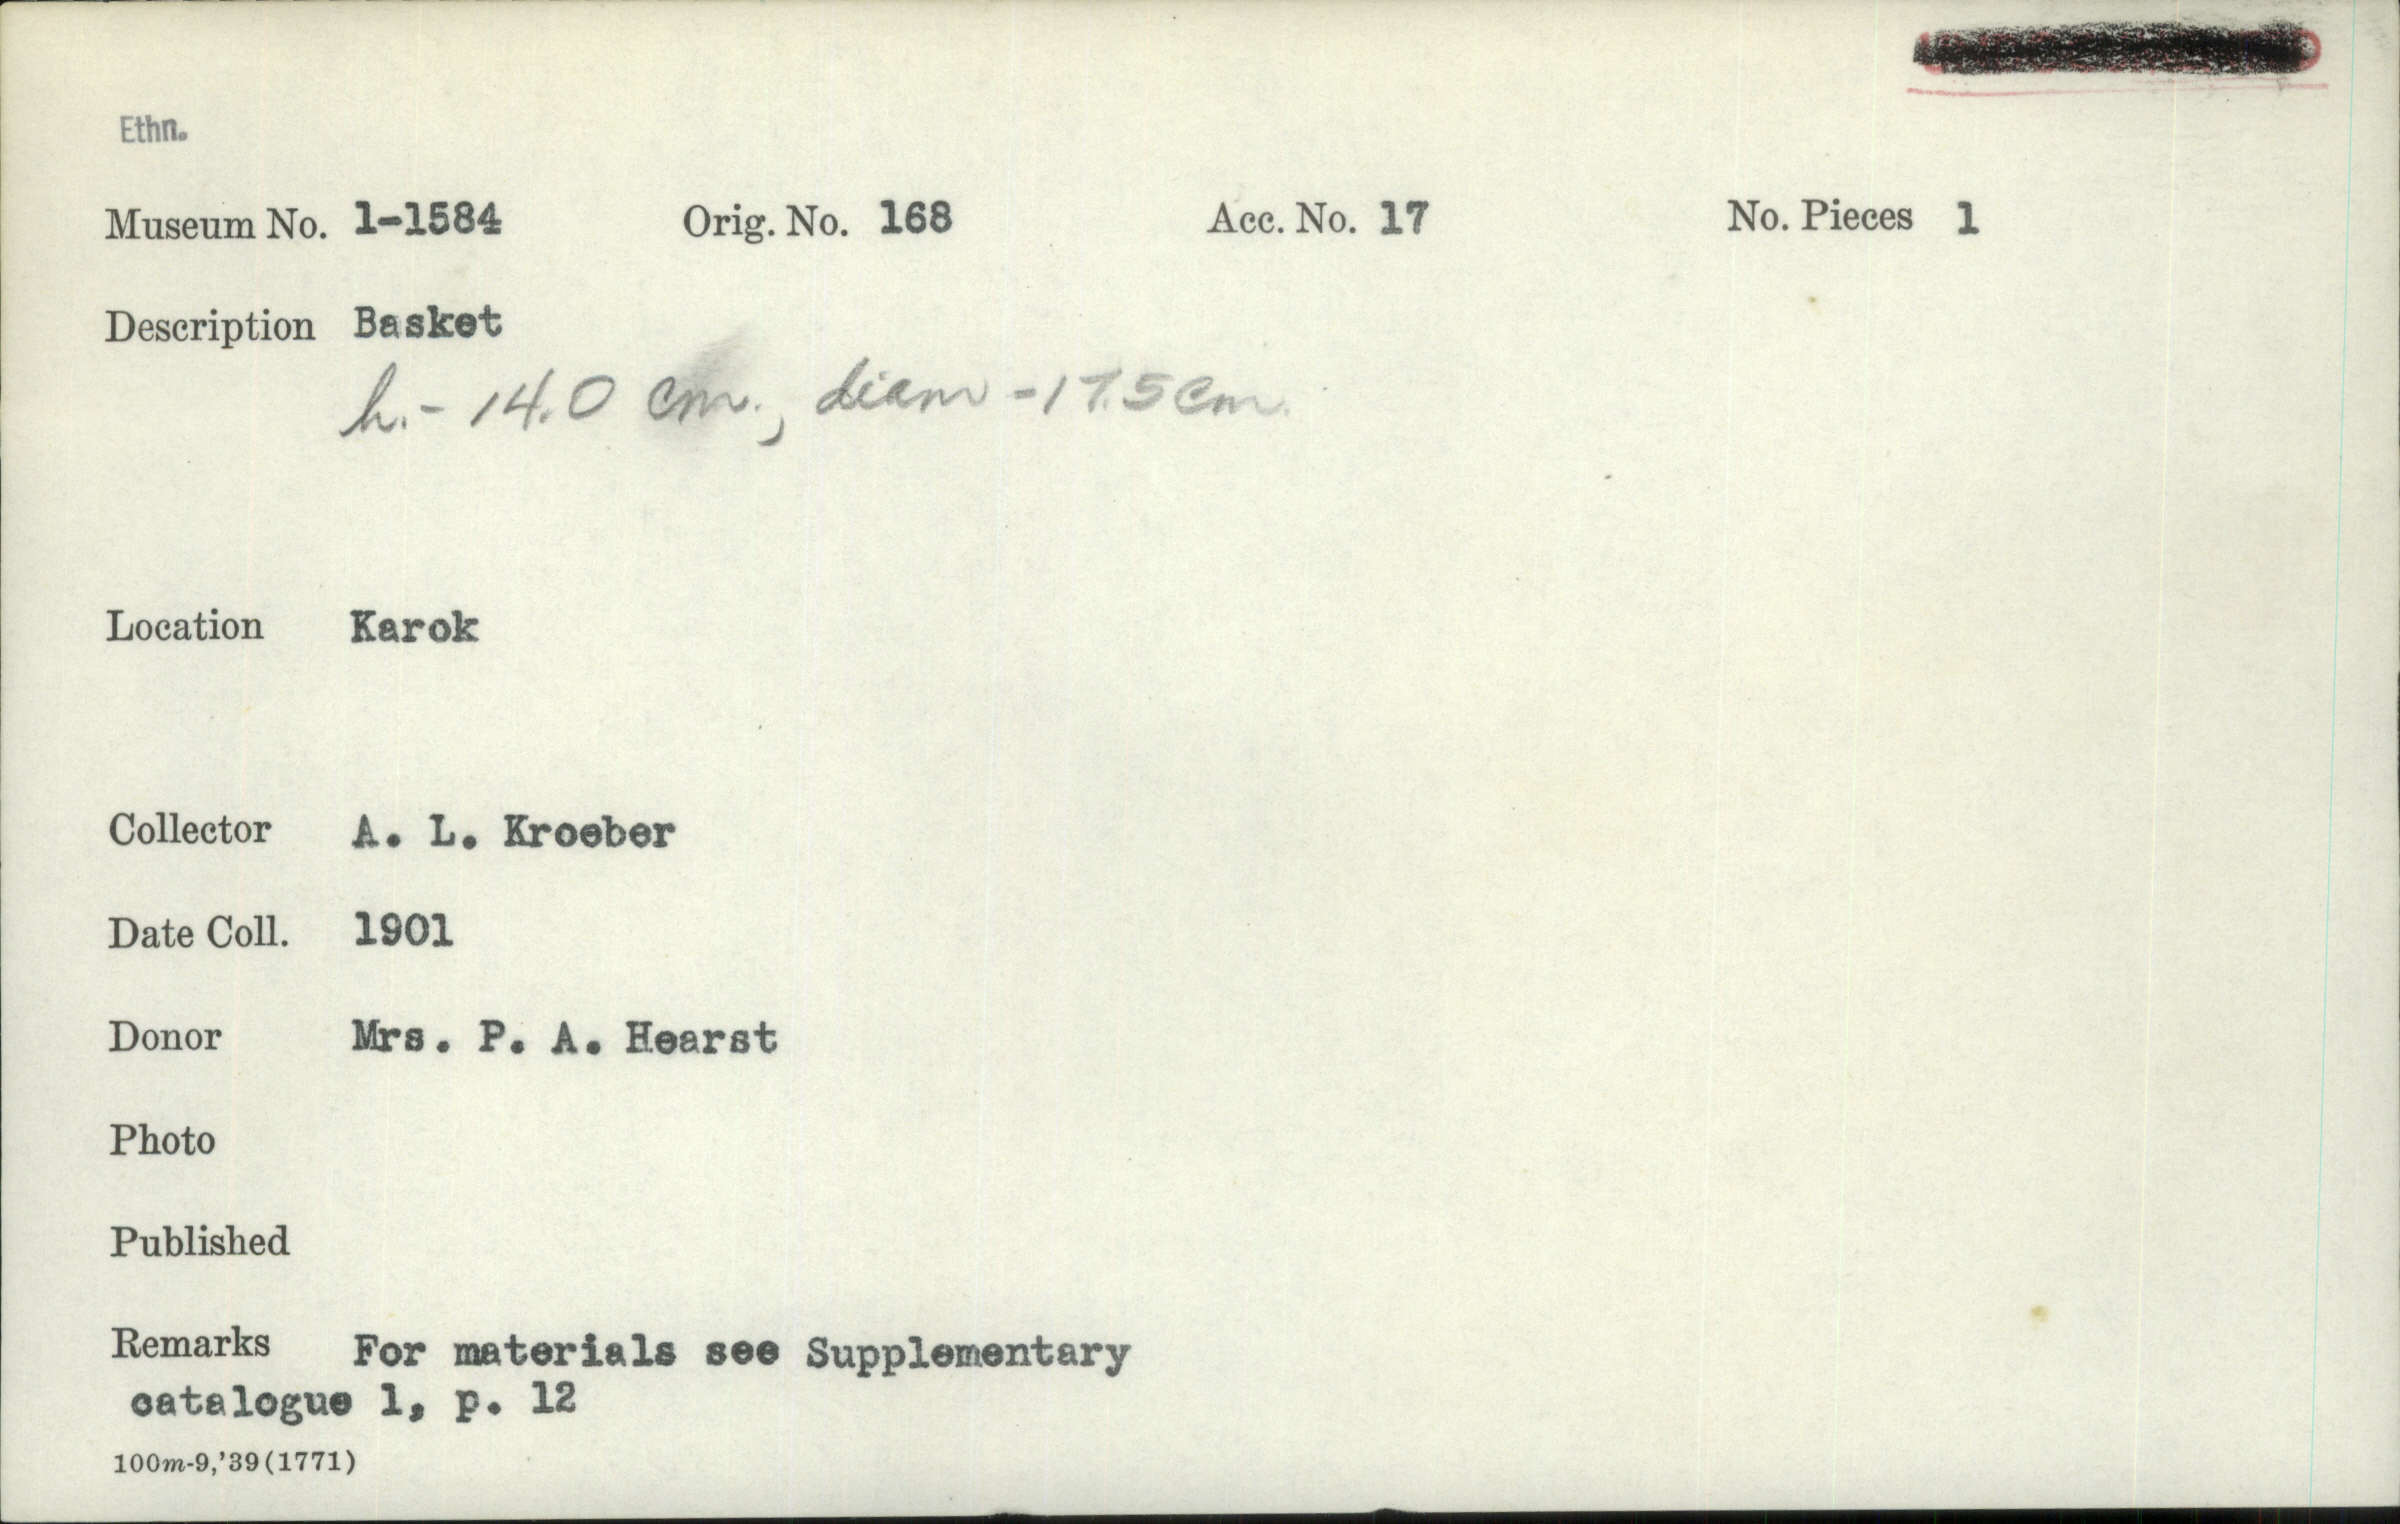 Ethn.
Museum No. 1-1584 Orig. No. 168 Acc. No. 17 No. Pieces 1
Description Basket
h. - 14.0 cm., diam - 17.5 cm.
Location Karok
Collector A. L. Kroeber
Date Coll. 1901
Donor Mrs. P. A. Hearst
Photo
Published
Remarks For materials see Supplementary
catalogue 1, p. 12
100m-9,'39(1771)